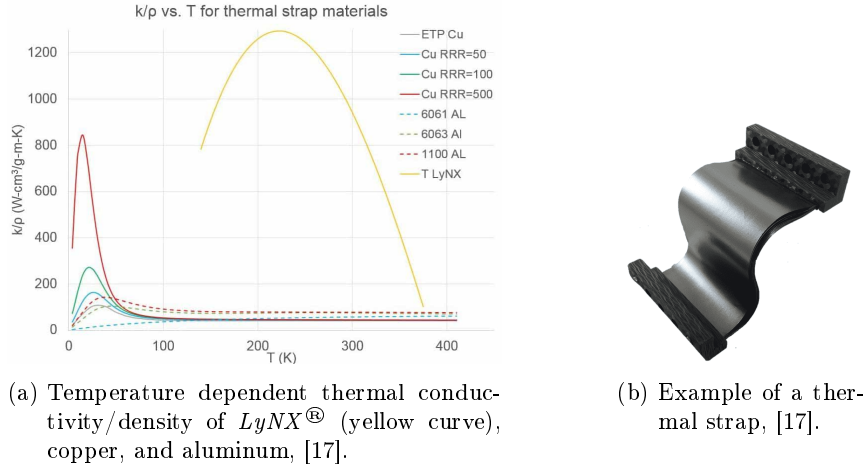 k/ρ vs. T for thermal strap materials
ETP Cu
Cu RRR=50
Cu RRR=100
Cu RRR=500
6061 AL
6063 Al
1100 AL
T LyNX
k/ρ (W-cm³/g-m-K)
1200
1000
800
600
400
200
0
0 100 200 300 400
T (K)
(a) Temperature dependent thermal conduc-
tivity/density of LyNX® (yellow curve),
copper, and aluminum, [17].
(b) Example of a ther-
mal strap, [17].